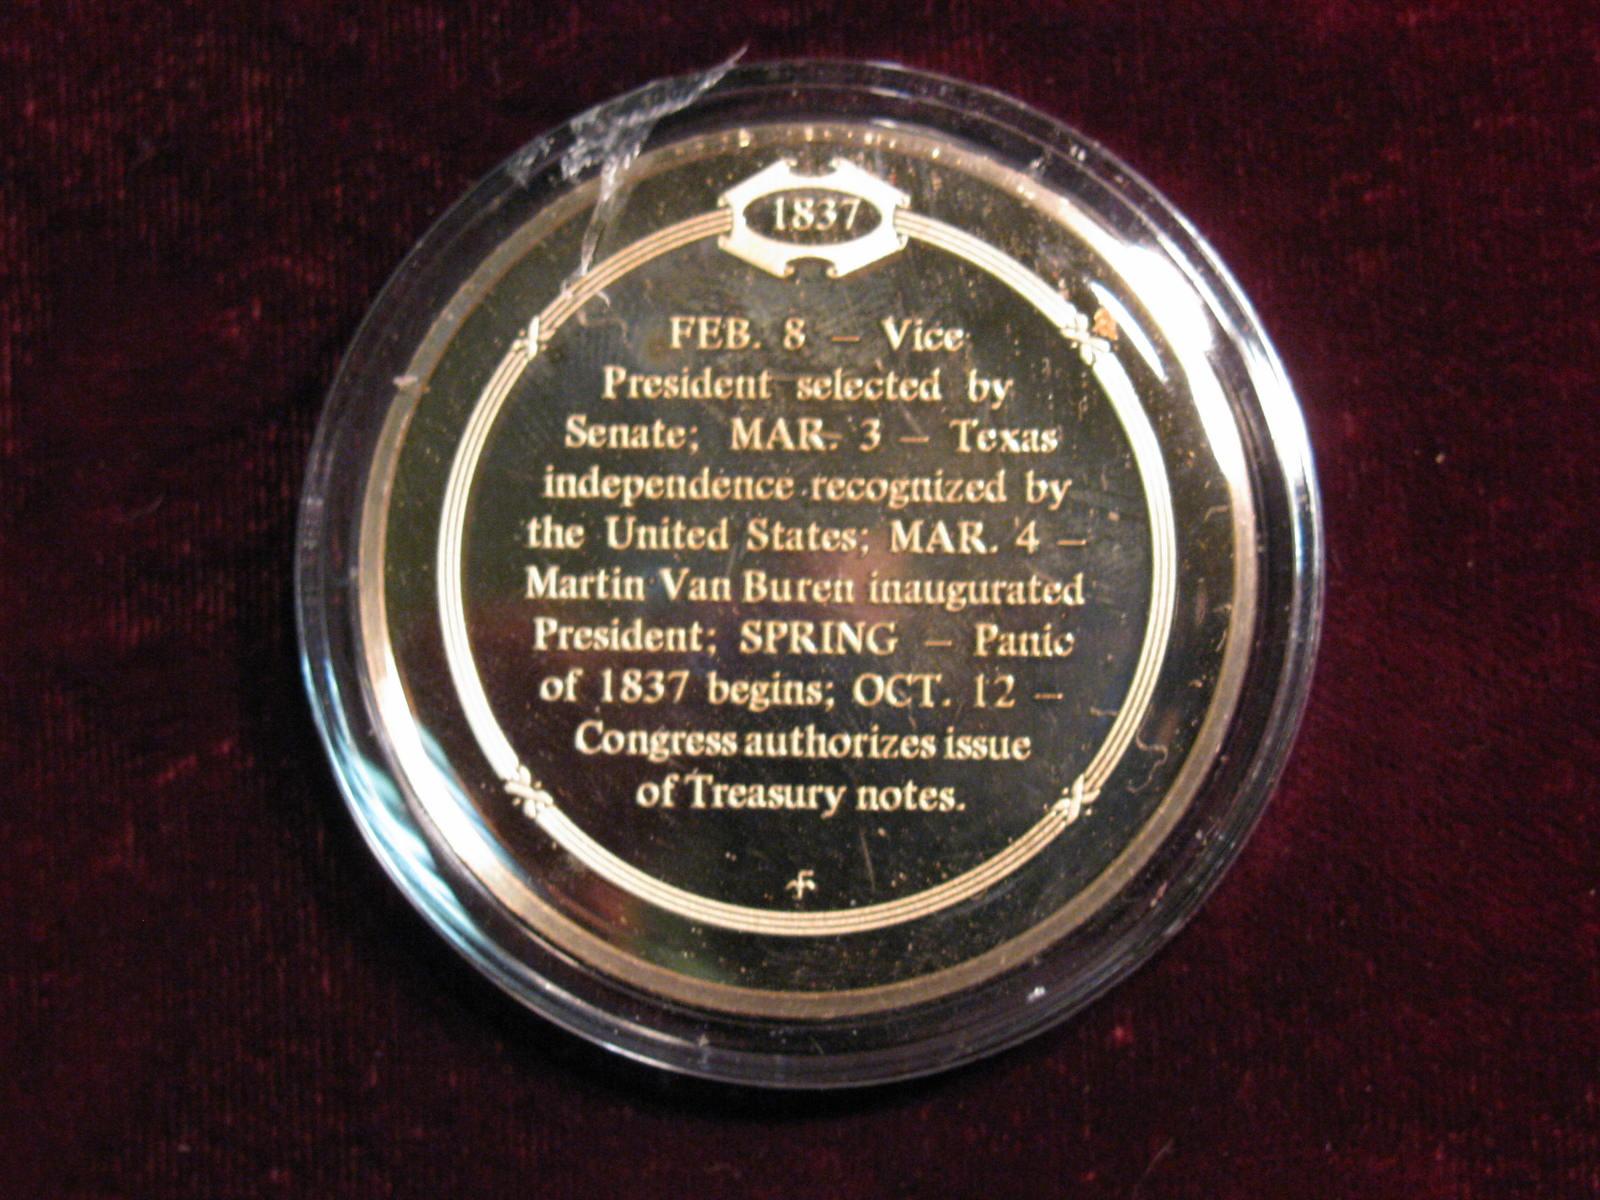 1837
FEB. 8 – Vice
President selected by
Senate; MAR. 3 – Texas
independence recognized by
the United States; MAR. 4 –
Martin Van Buren inaugurated
President; SPRING – Panic
of 1837 begins; OCT. 12 –
Congress authorizes issue
of Treasury notes.